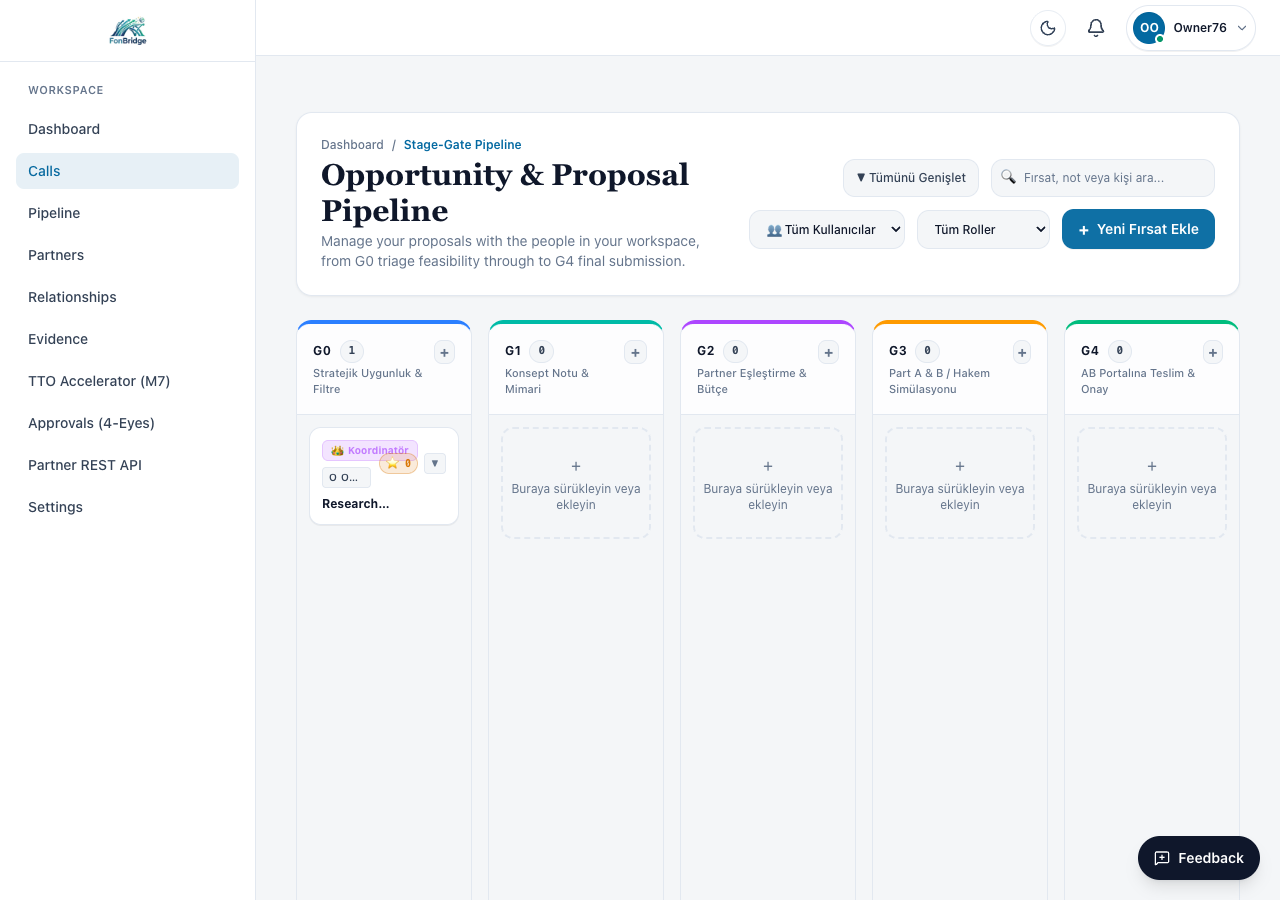 FonBridge
WORKSPACE
Dashboard
Calls
Pipeline
Partners
Relationships
Evidence
TTO Accelerator (M7)
Approvals (4-Eyes)
Partner REST API
Settings
OO Owner76
Dashboard / Stage-Gate Pipeline
Opportunity & Proposal
Pipeline
Manage your proposals with the people in your workspace,
from G0 triage feasibility through to G4 final submission.
▼ Tümünü Genişlet
Fırsat, not veya kişi ara...
Tüm Kullanıcılar
Tüm Roller
+ Yeni Fırsat Ekle
G0 1 +
Stratejik Uygunluk &
Filtre
Koordinatör
0 ▼
O O...
Research...
G1 0 +
Konsept Notu &
Mimari
+
Buraya sürükleyin veya
ekleyin
G2 0 +
Partner Eşleştirme &
Bütçe
+
Buraya sürükleyin veya
ekleyin
G3 0 +
Part A & B / Hakem
Simülasyonu
+
Buraya sürükleyin veya
ekleyin
G4 0 +
AB Portalına Teslim &
Onay
+
Buraya sürükleyin veya
ekleyin
Feedback